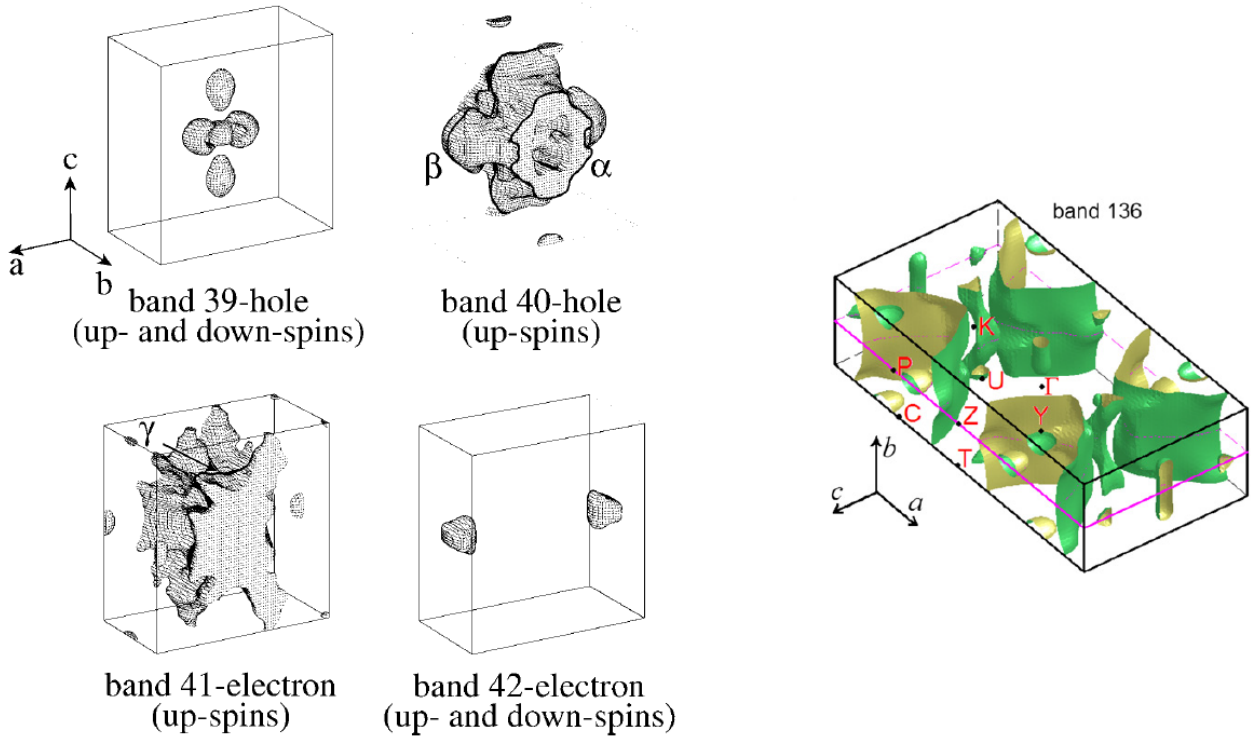 c
a
b
band 39-hole
(up- and down-spins)
β
α
band 40-hole
(up-spins)
γ
band 41-electron
(up-spins)
band 42-electron
(up- and down-spins)
band 136
K
P
U
Γ
C
Z
Y
T
b
c
a